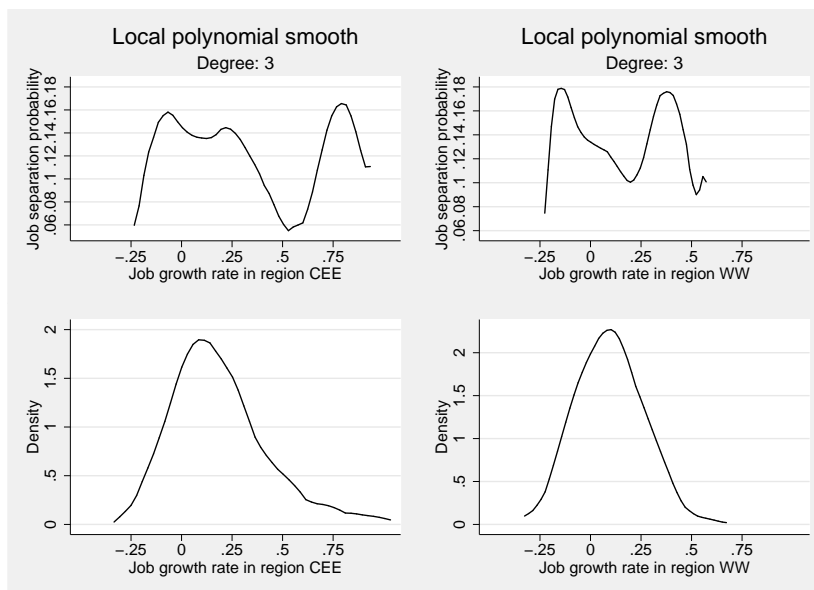 Local polynomial smooth
Degree: 3
Job separation probability
.06.08 .1 .12.14.16.18
−.25 0 .25 .5 .75
Job growth rate in region CEE
Local polynomial smooth
Degree: 3
Job separation probability
.06.08 .1 .12.14.16.18
−.25 0 .25 .5 .75
Job growth rate in region WW
Density
0 .5 1 1.5 2
−.25 0 .25 .5 .75
Job growth rate in region CEE
Density
0 .5 1 1.5 2
−.25 0 .25 .5 .75
Job growth rate in region WW